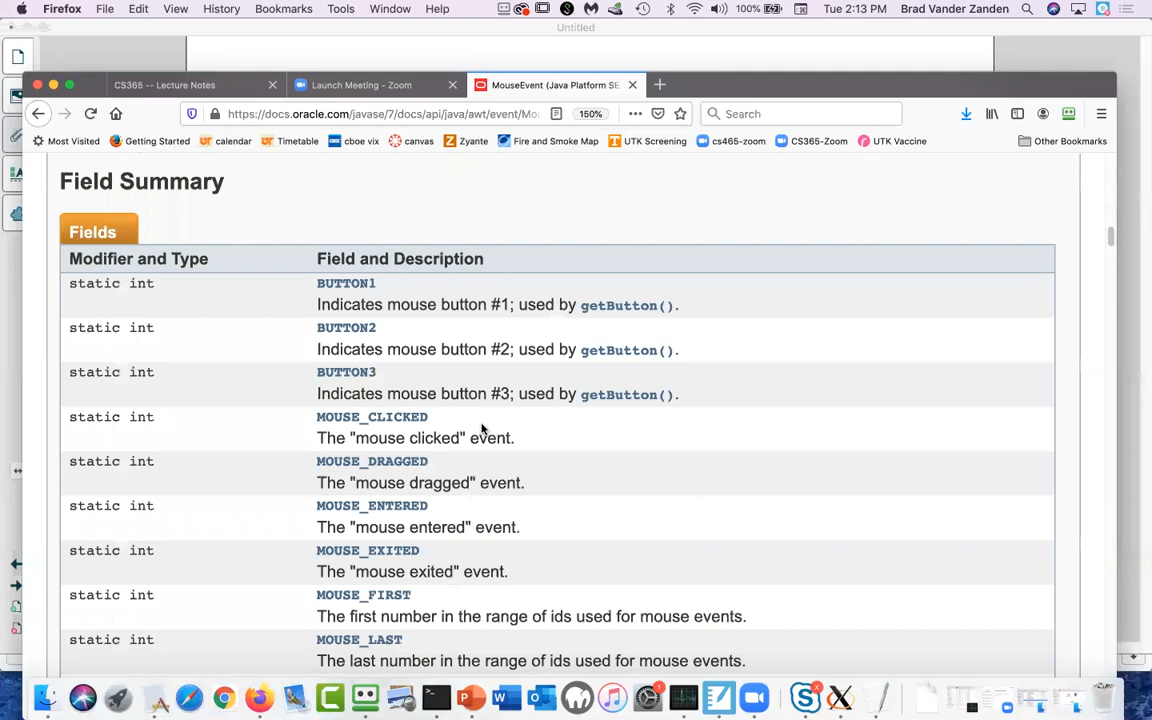 Firefox File Edit View History Bookmarks Tools Window Help 100% Tue 2:13 PM Brad Vander Zanden
Untitled
CS365 -- Lecture Notes Launch Meeting - Zoom MouseEvent (Java Platform SE
https://docs.oracle.com/javase/7/docs/api/java/awt/event/Mo 150% Search
Most Visited Getting Started calendar Timetable cboe vix canvas Zyante Fire and Smoke Map UTK Screening cs465-zoom CS365-Zoom UTK Vaccine Other Bookmarks
Field Summary
Fields
Modifier and Type Field and Description
static int BUTTON1
Indicates mouse button #1; used by getButton().
static int BUTTON2
Indicates mouse button #2; used by getButton().
static int BUTTON3
Indicates mouse button #3; used by getButton().
static int MOUSE_CLICKED
The "mouse clicked" event.
static int MOUSE_DRAGGED
The "mouse dragged" event.
static int MOUSE_ENTERED
The "mouse entered" event.
static int MOUSE_EXITED
The "mouse exited" event.
static int MOUSE_FIRST
The first number in the range of ids used for mouse events.
static int MOUSE_LAST
The last number in the range of ids used for mouse events.